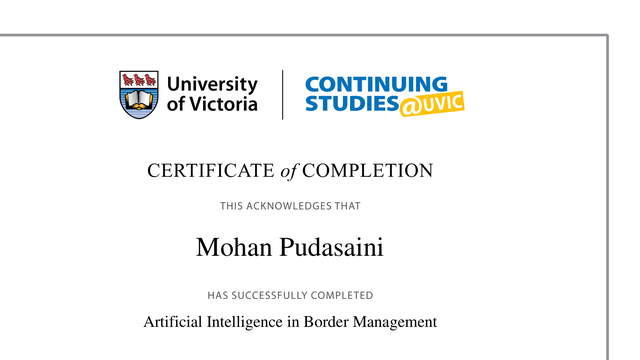 University
of Victoria
CONTINUING
STUDIES@UVIC
CERTIFICATE of COMPLETION
THIS ACKNOWLEDGES THAT
Mohan Pudasaini
HAS SUCCESSFULLY COMPLETED
Artificial Intelligence in Border Management